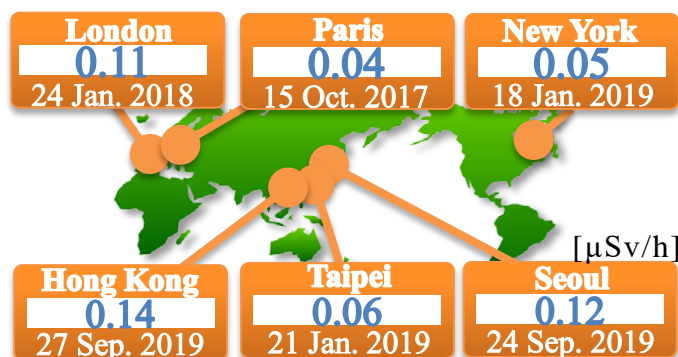 London
0.11
24 Jan. 2018
Paris
0.04
15 Oct. 2017
New York
0.05
18 Jan. 2019
[μSv/h]
Hong Kong
0.14
27 Sep. 2019
Taipei
0.06
21 Jan. 2019
Seoul
0.12
24 Sep. 2019